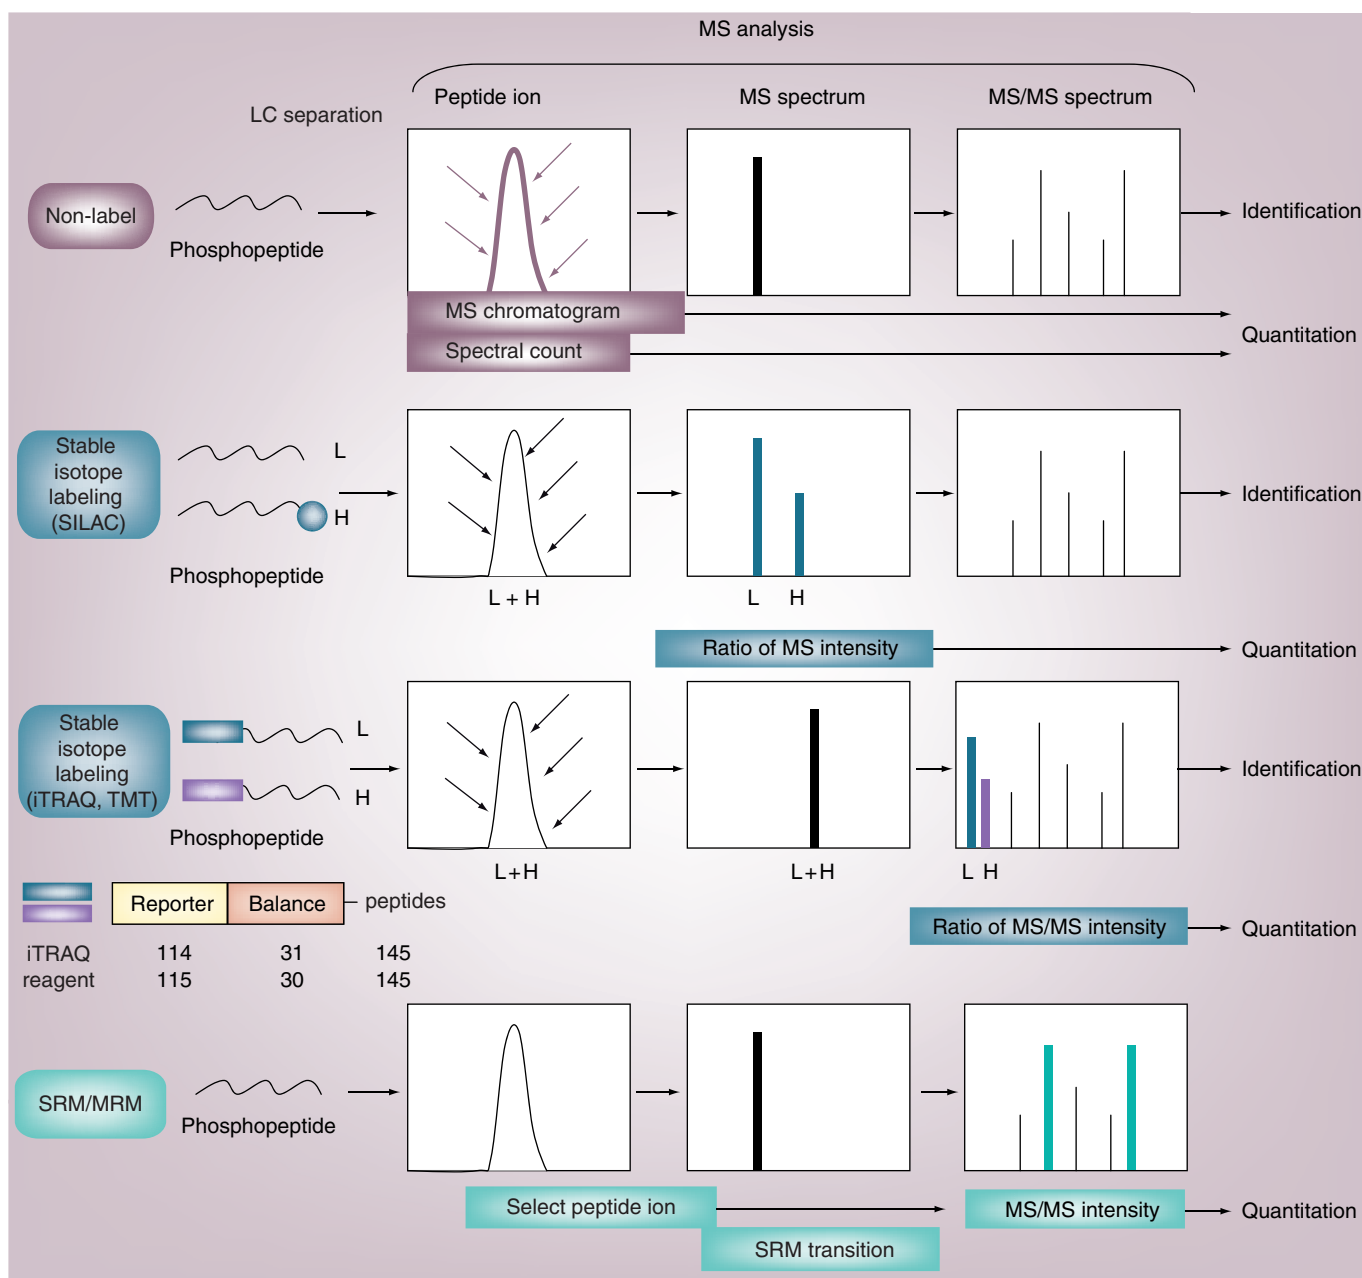 MS analysis
LC separation
Peptide ion
MS spectrum
MS/MS spectrum
Non-label
Phosphopeptide
Identification
MS chromatogram
Spectral count
Quantitation
Stable
isotope
labeling
(SILAC)
L
H
Phosphopeptide
L + H
L H
Identification
Ratio of MS intensity
Quantitation
Stable
isotope
labeling
(iTRAQ, TMT)
L
H
Phosphopeptide
L+H
L+H
L H
Identification
Ratio of MS/MS intensity
Quantitation
Reporter Balance peptides
iTRAQ 114 31 145
reagent 115 30 145
SRM/MRM
Phosphopeptide
Select peptide ion
SRM transition
MS/MS intensity
Quantitation